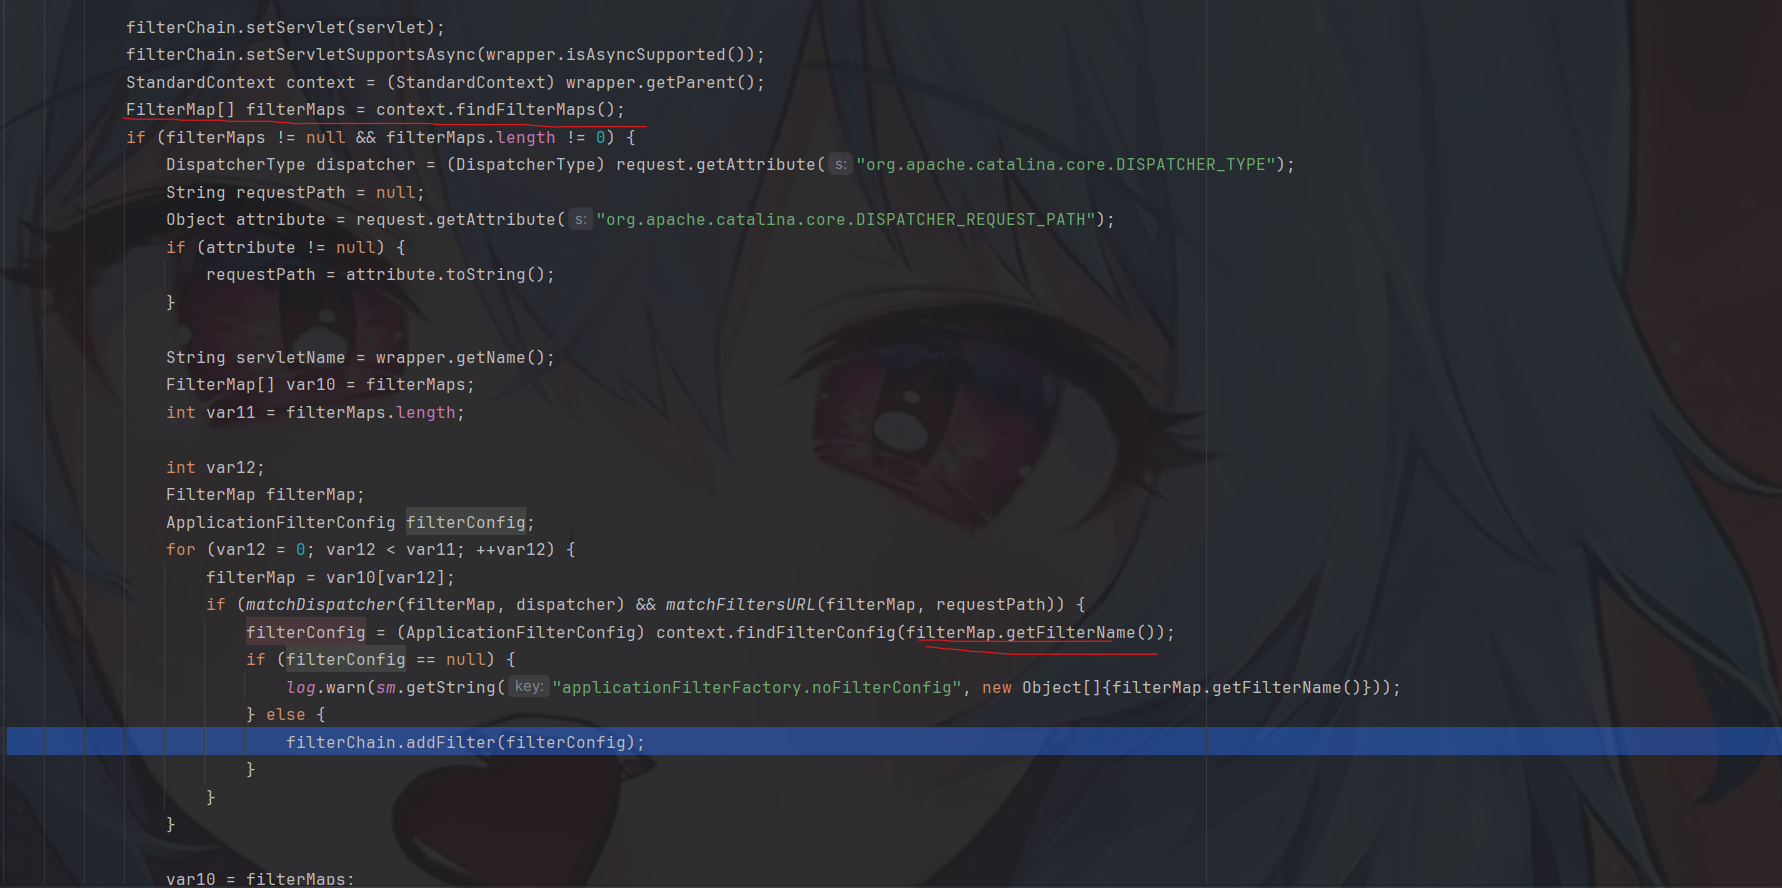 filterChain.setServlet(servlet);
filterChain.setServletSupportsAsync(wrapper.isAsyncSupported());
StandardContext context = (StandardContext) wrapper.getParent();
FilterMap[] filterMaps = context.findFilterMaps();
if (filterMaps != null && filterMaps.length != 0) {
DispatcherType dispatcher = (DispatcherType) request.getAttribute( s: "org.apache.catalina.core.DISPATCHER_TYPE");
String requestPath = null;
Object attribute = request.getAttribute( s: "org.apache.catalina.core.DISPATCHER_REQUEST_PATH");
if (attribute != null) {
requestPath = attribute.toString();
}
String servletName = wrapper.getName();
FilterMap[] var10 = filterMaps;
int var11 = filterMaps.length;
int var12;
FilterMap filterMap;
ApplicationFilterConfig filterConfig;
for (var12 = 0; var12 < var11; ++var12) {
filterMap = var10[var12];
if (matchDispatcher(filterMap, dispatcher) && matchFiltersURL(filterMap, requestPath)) {
filterConfig = (ApplicationFilterConfig) context.findFilterConfig(filterMap.getFilterName());
if (filterConfig == null) {
log.warn(sm.getString( key: "applicationFilterFactory.noFilterConfig", new Object[]{filterMap.getFilterName()}));
} else {
filterChain.addFilter(filterConfig);
}
}
}
var10 = filterMaps;